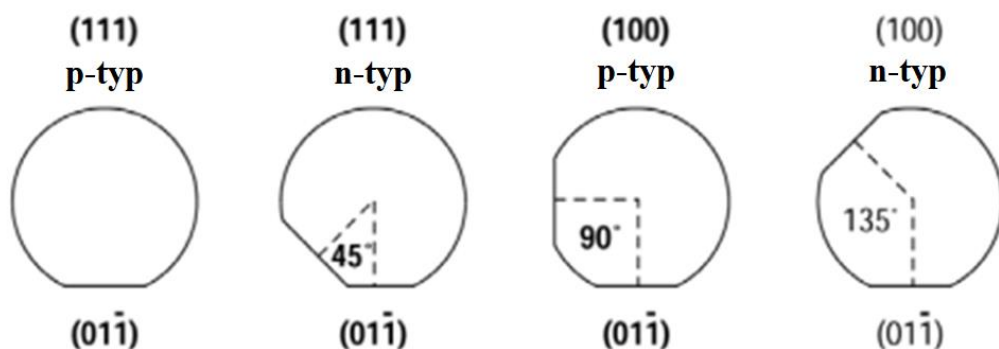 (111) (111) (100) (100)
p-typ n-typ p-typ n-typ
45° 90° 135°
(011̄) (011̄) (011̄) (011̄)